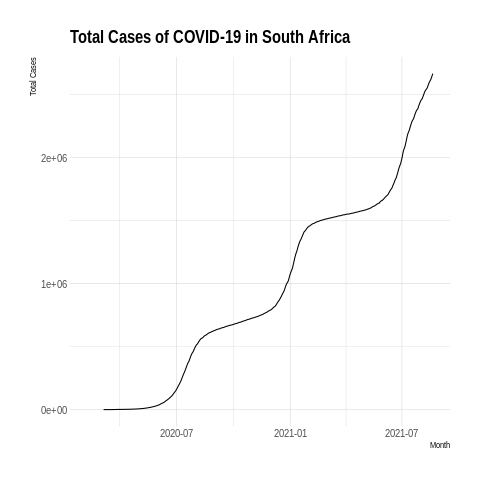 Total Cases of COVID-19 in South Africa
Total Cases
2e+06
1e+06
0e+00
2020-07 2021-01 2021-07
Month